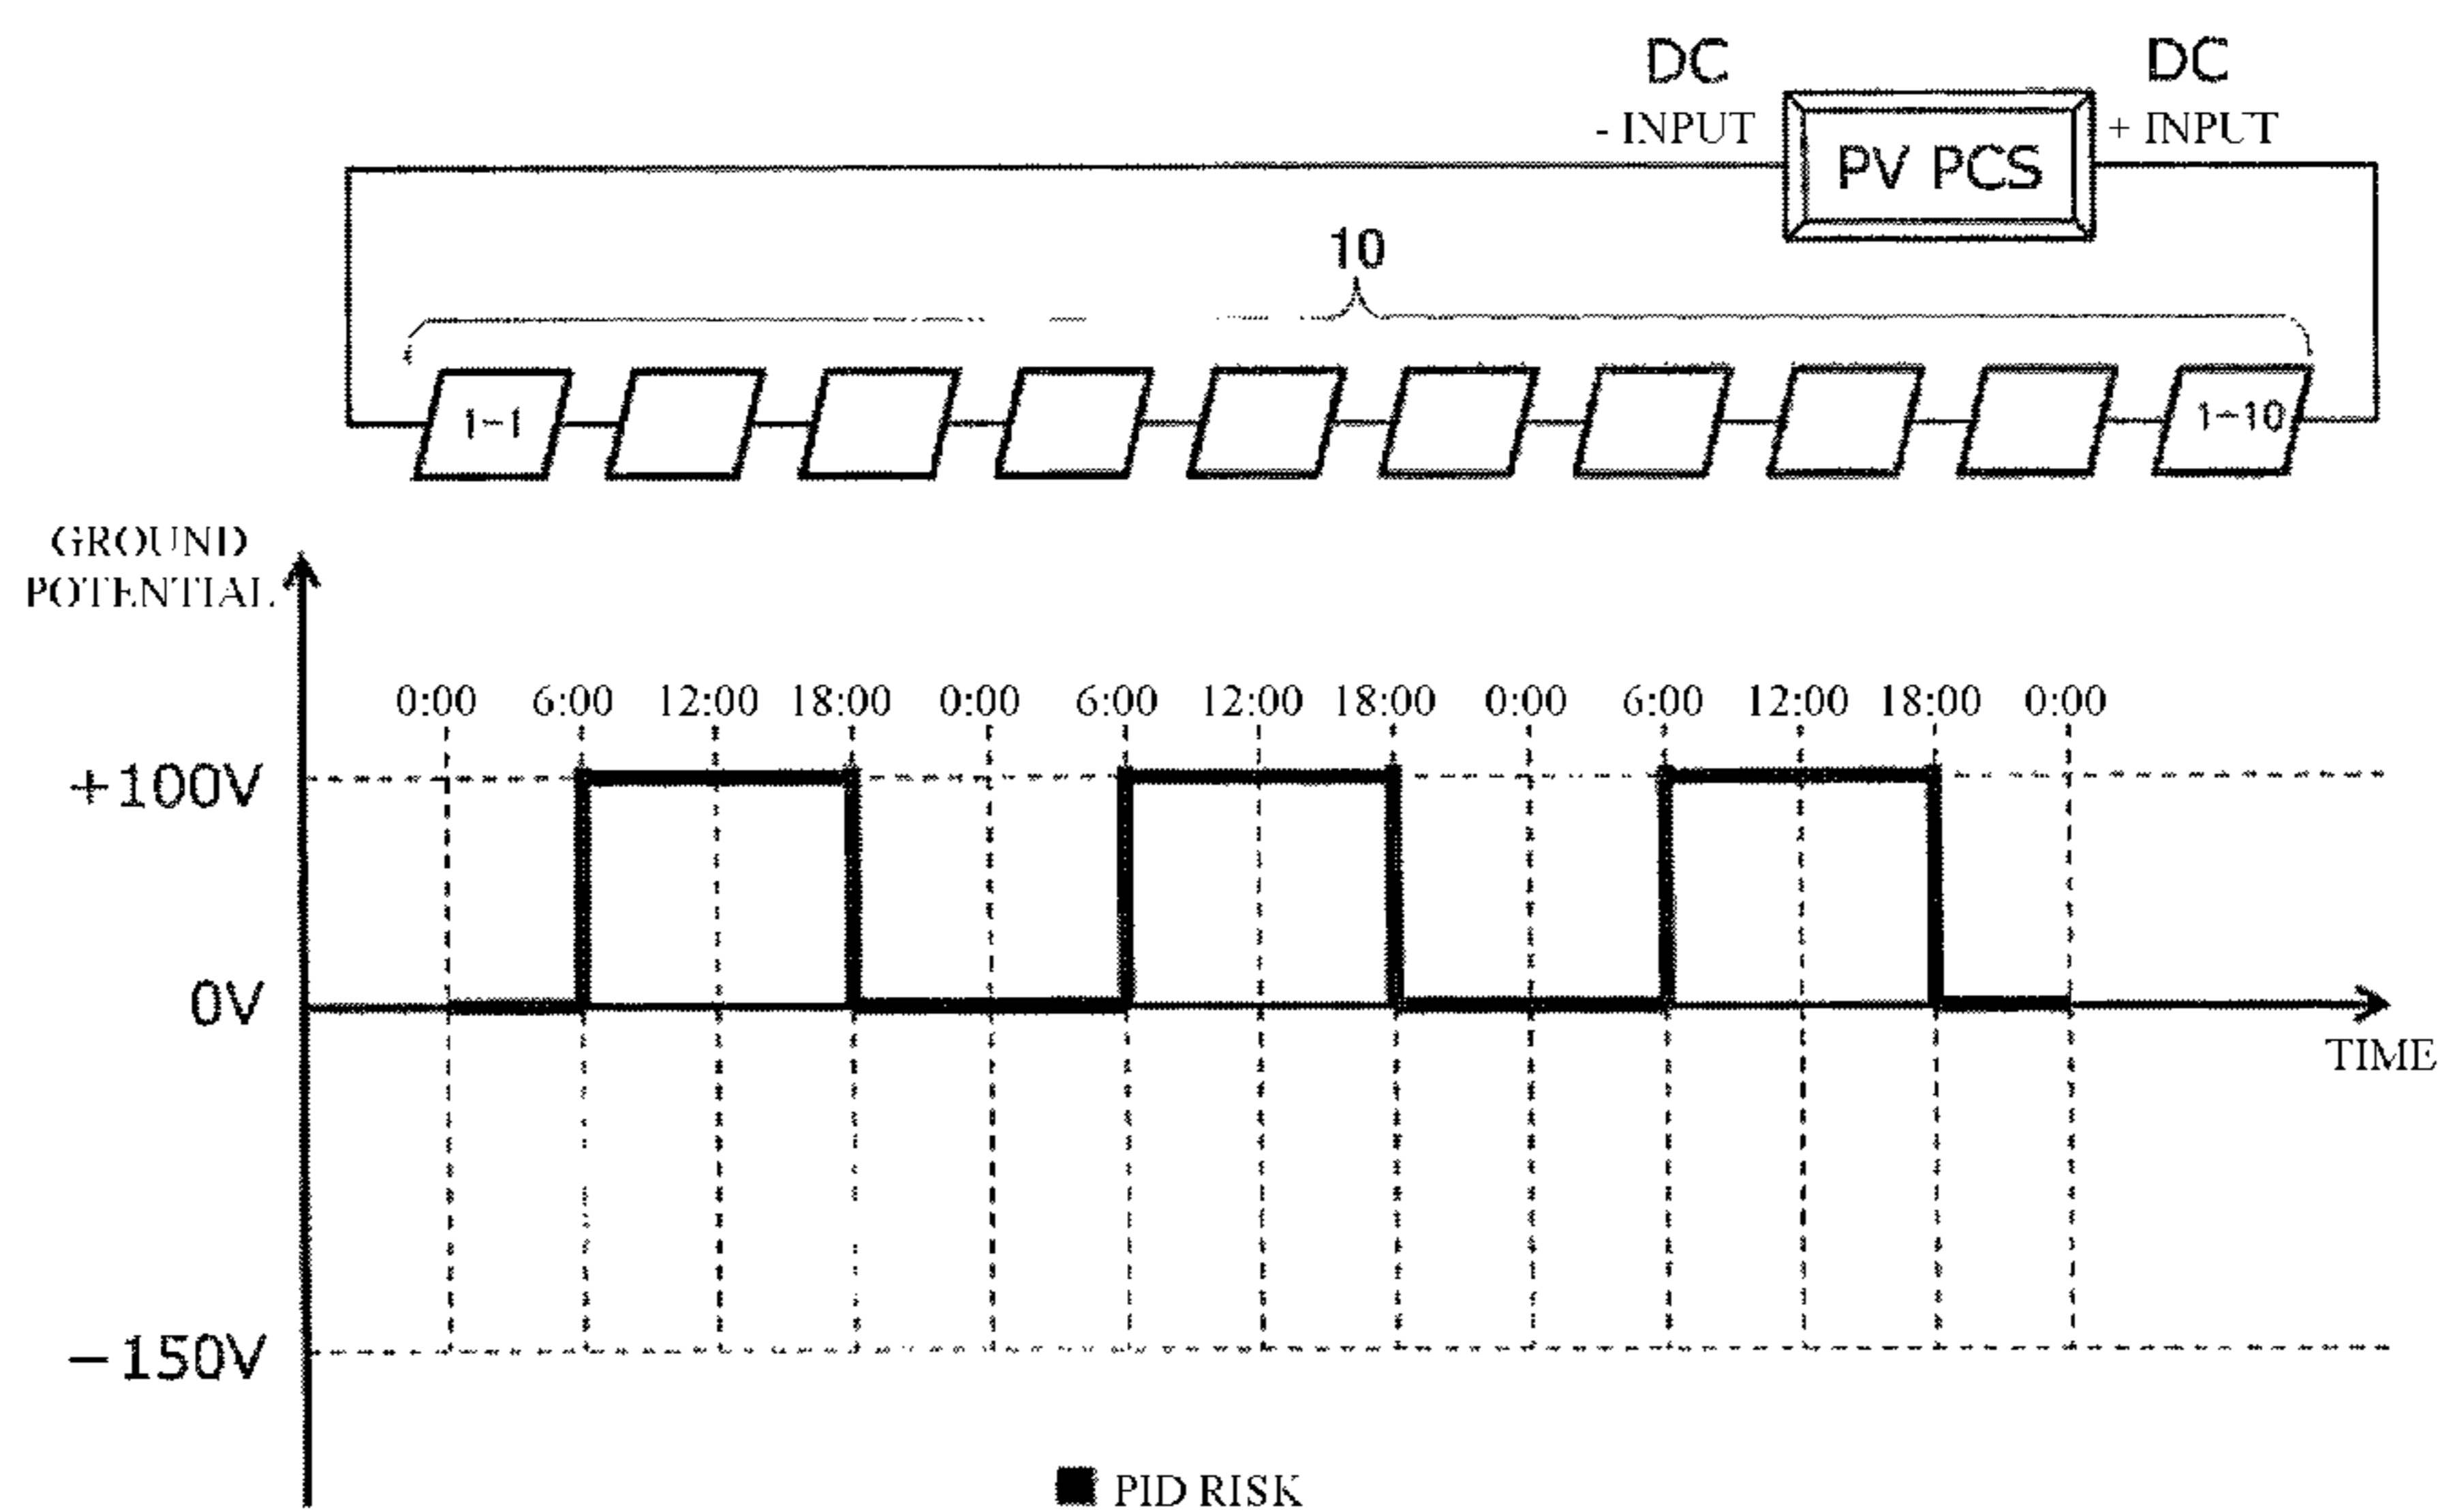 DC
DC
- INPUT
PV PCS
+ INPUT
10
1-1
1-10
GROUND
POTENTIAL
0:00 6:00 12:00 18:00 0:00 6:00 12:00 18:00 0:00 6:00 12:00 18:00 0:00
+100V
0V
TIME
-150V
PID RISK